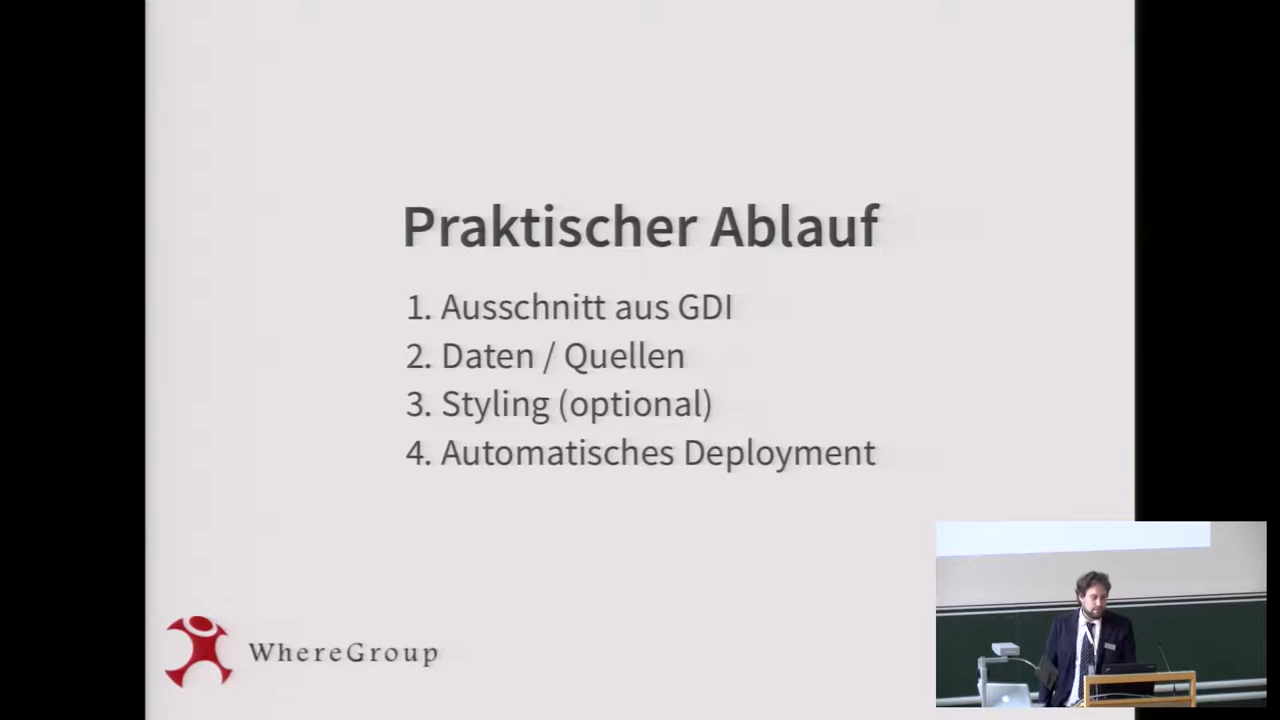 Praktischer Ablauf
1. Ausschnitt aus GDI
2. Daten / Quellen
3. Styling (optional)
4. Automatisches Deployment
WhereGroup